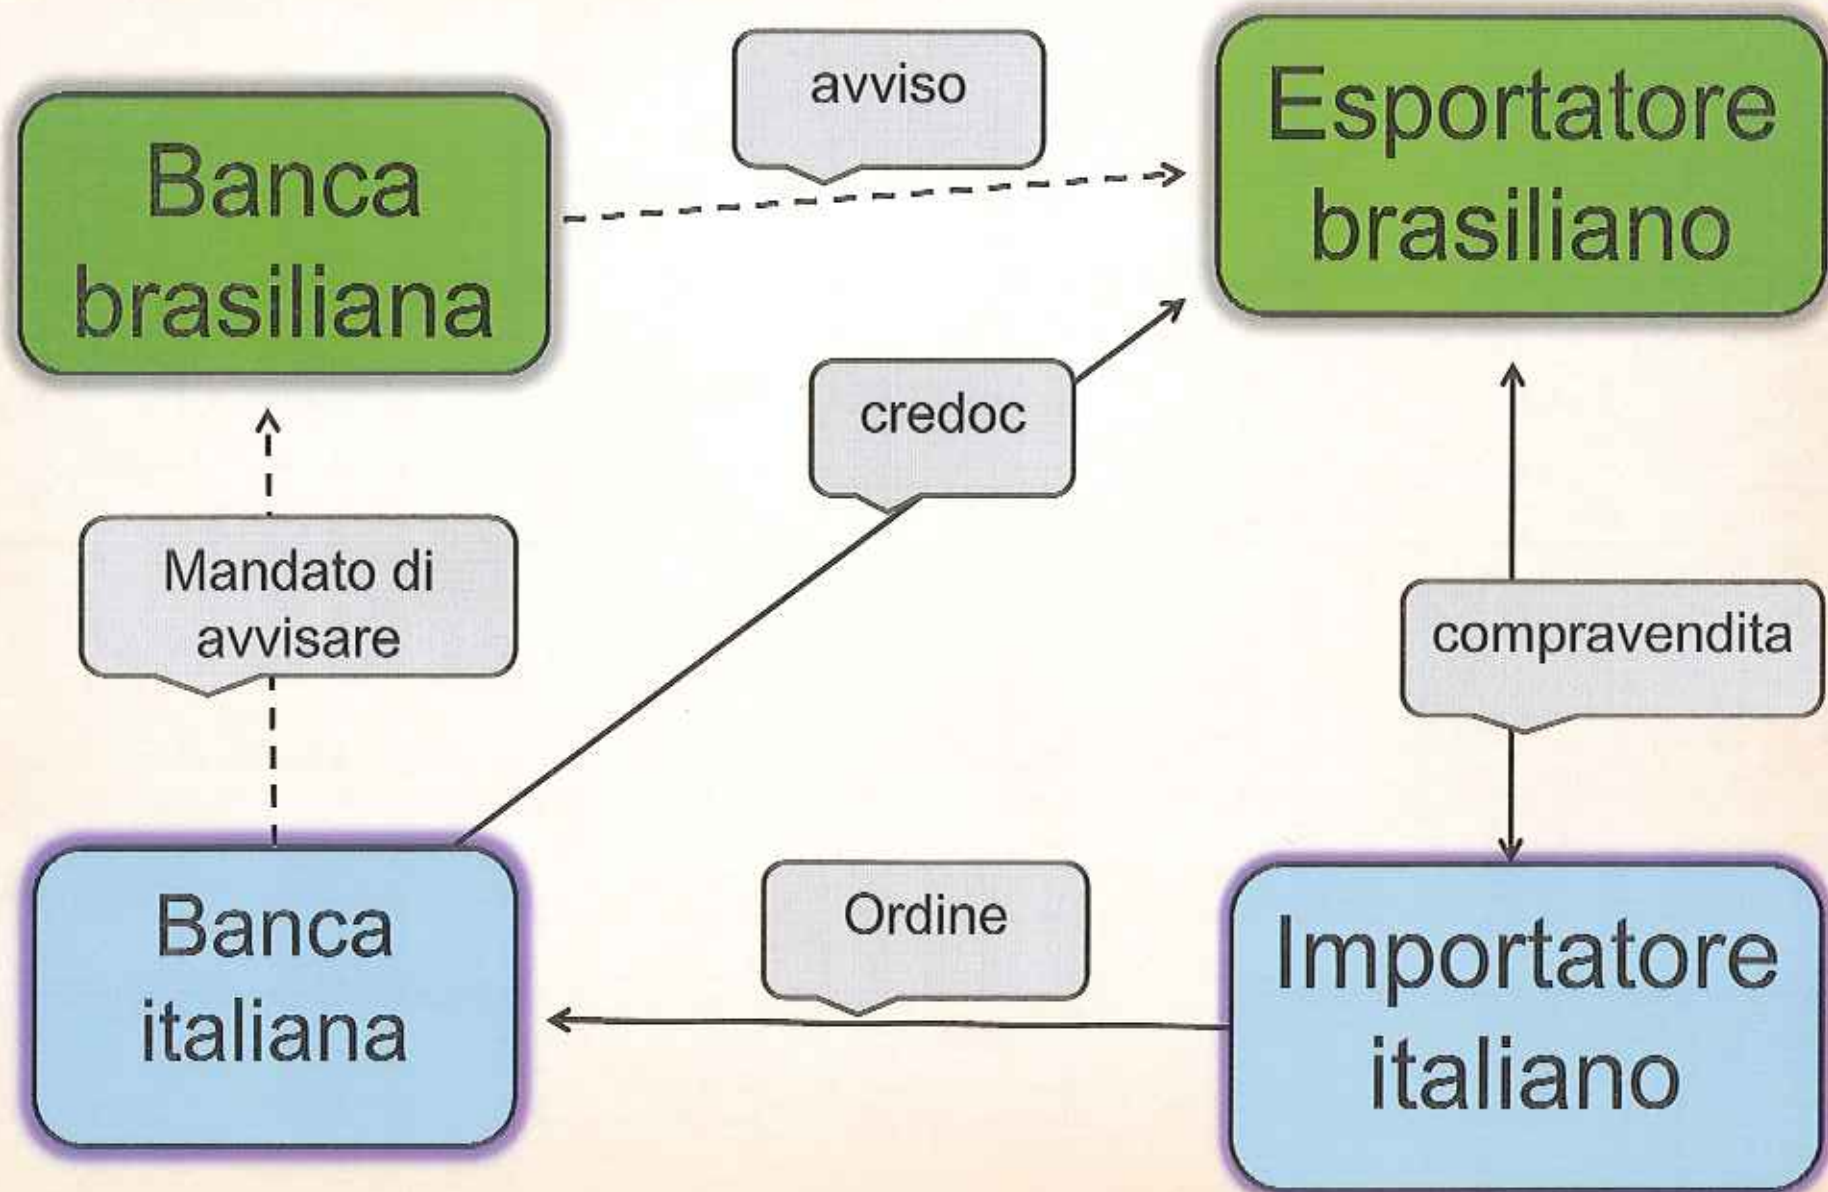 avviso
Esportatore
brasiliano
Banca
brasiliana
credoc
Mandato di
avvisare
compravendita
Banca
italiana
Ordine
Importatore
italiano